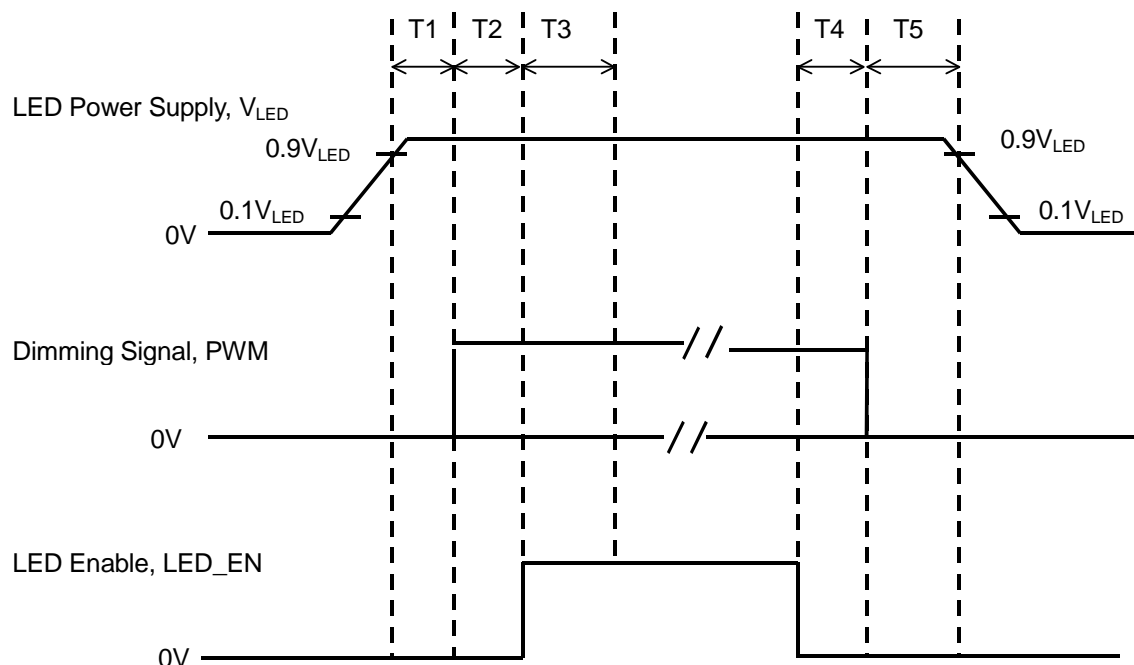 T1 T2 T3 T4 T5
LED Power Supply, VLED
0.9VLED 0.9VLED
0.1VLED 0.1VLED
0V
Dimming Signal, PWM
0V
LED Enable, LED_EN
0V